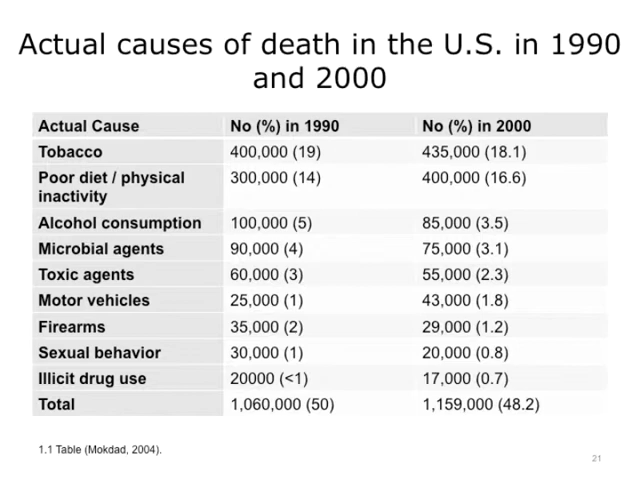 Actual causes of death in the U.S. in 1990
and 2000
Actual Cause No (%) in 1990 No (%) in 2000
Tobacco 400,000 (19) 435,000 (18.1)
Poor diet / physical 300,000 (14) 400,000 (16.6)
inactivity
Alcohol consumption 100,000 (5) 85,000 (3.5)
Microbial agents 90,000 (4) 75,000 (3.1)
Toxic agents 60,000 (3) 55,000 (2.3)
Motor vehicles 25,000 (1) 43,000 (1.8)
Firearms 35,000 (2) 29,000 (1.2)
Sexual behavior 30,000 (1) 20,000 (0.8)
Illicit drug use 20000 (<1) 17,000 (0.7)
Total 1,060,000 (50) 1,159,000 (48.2)
1.1 Table (Mokdad, 2004).
21